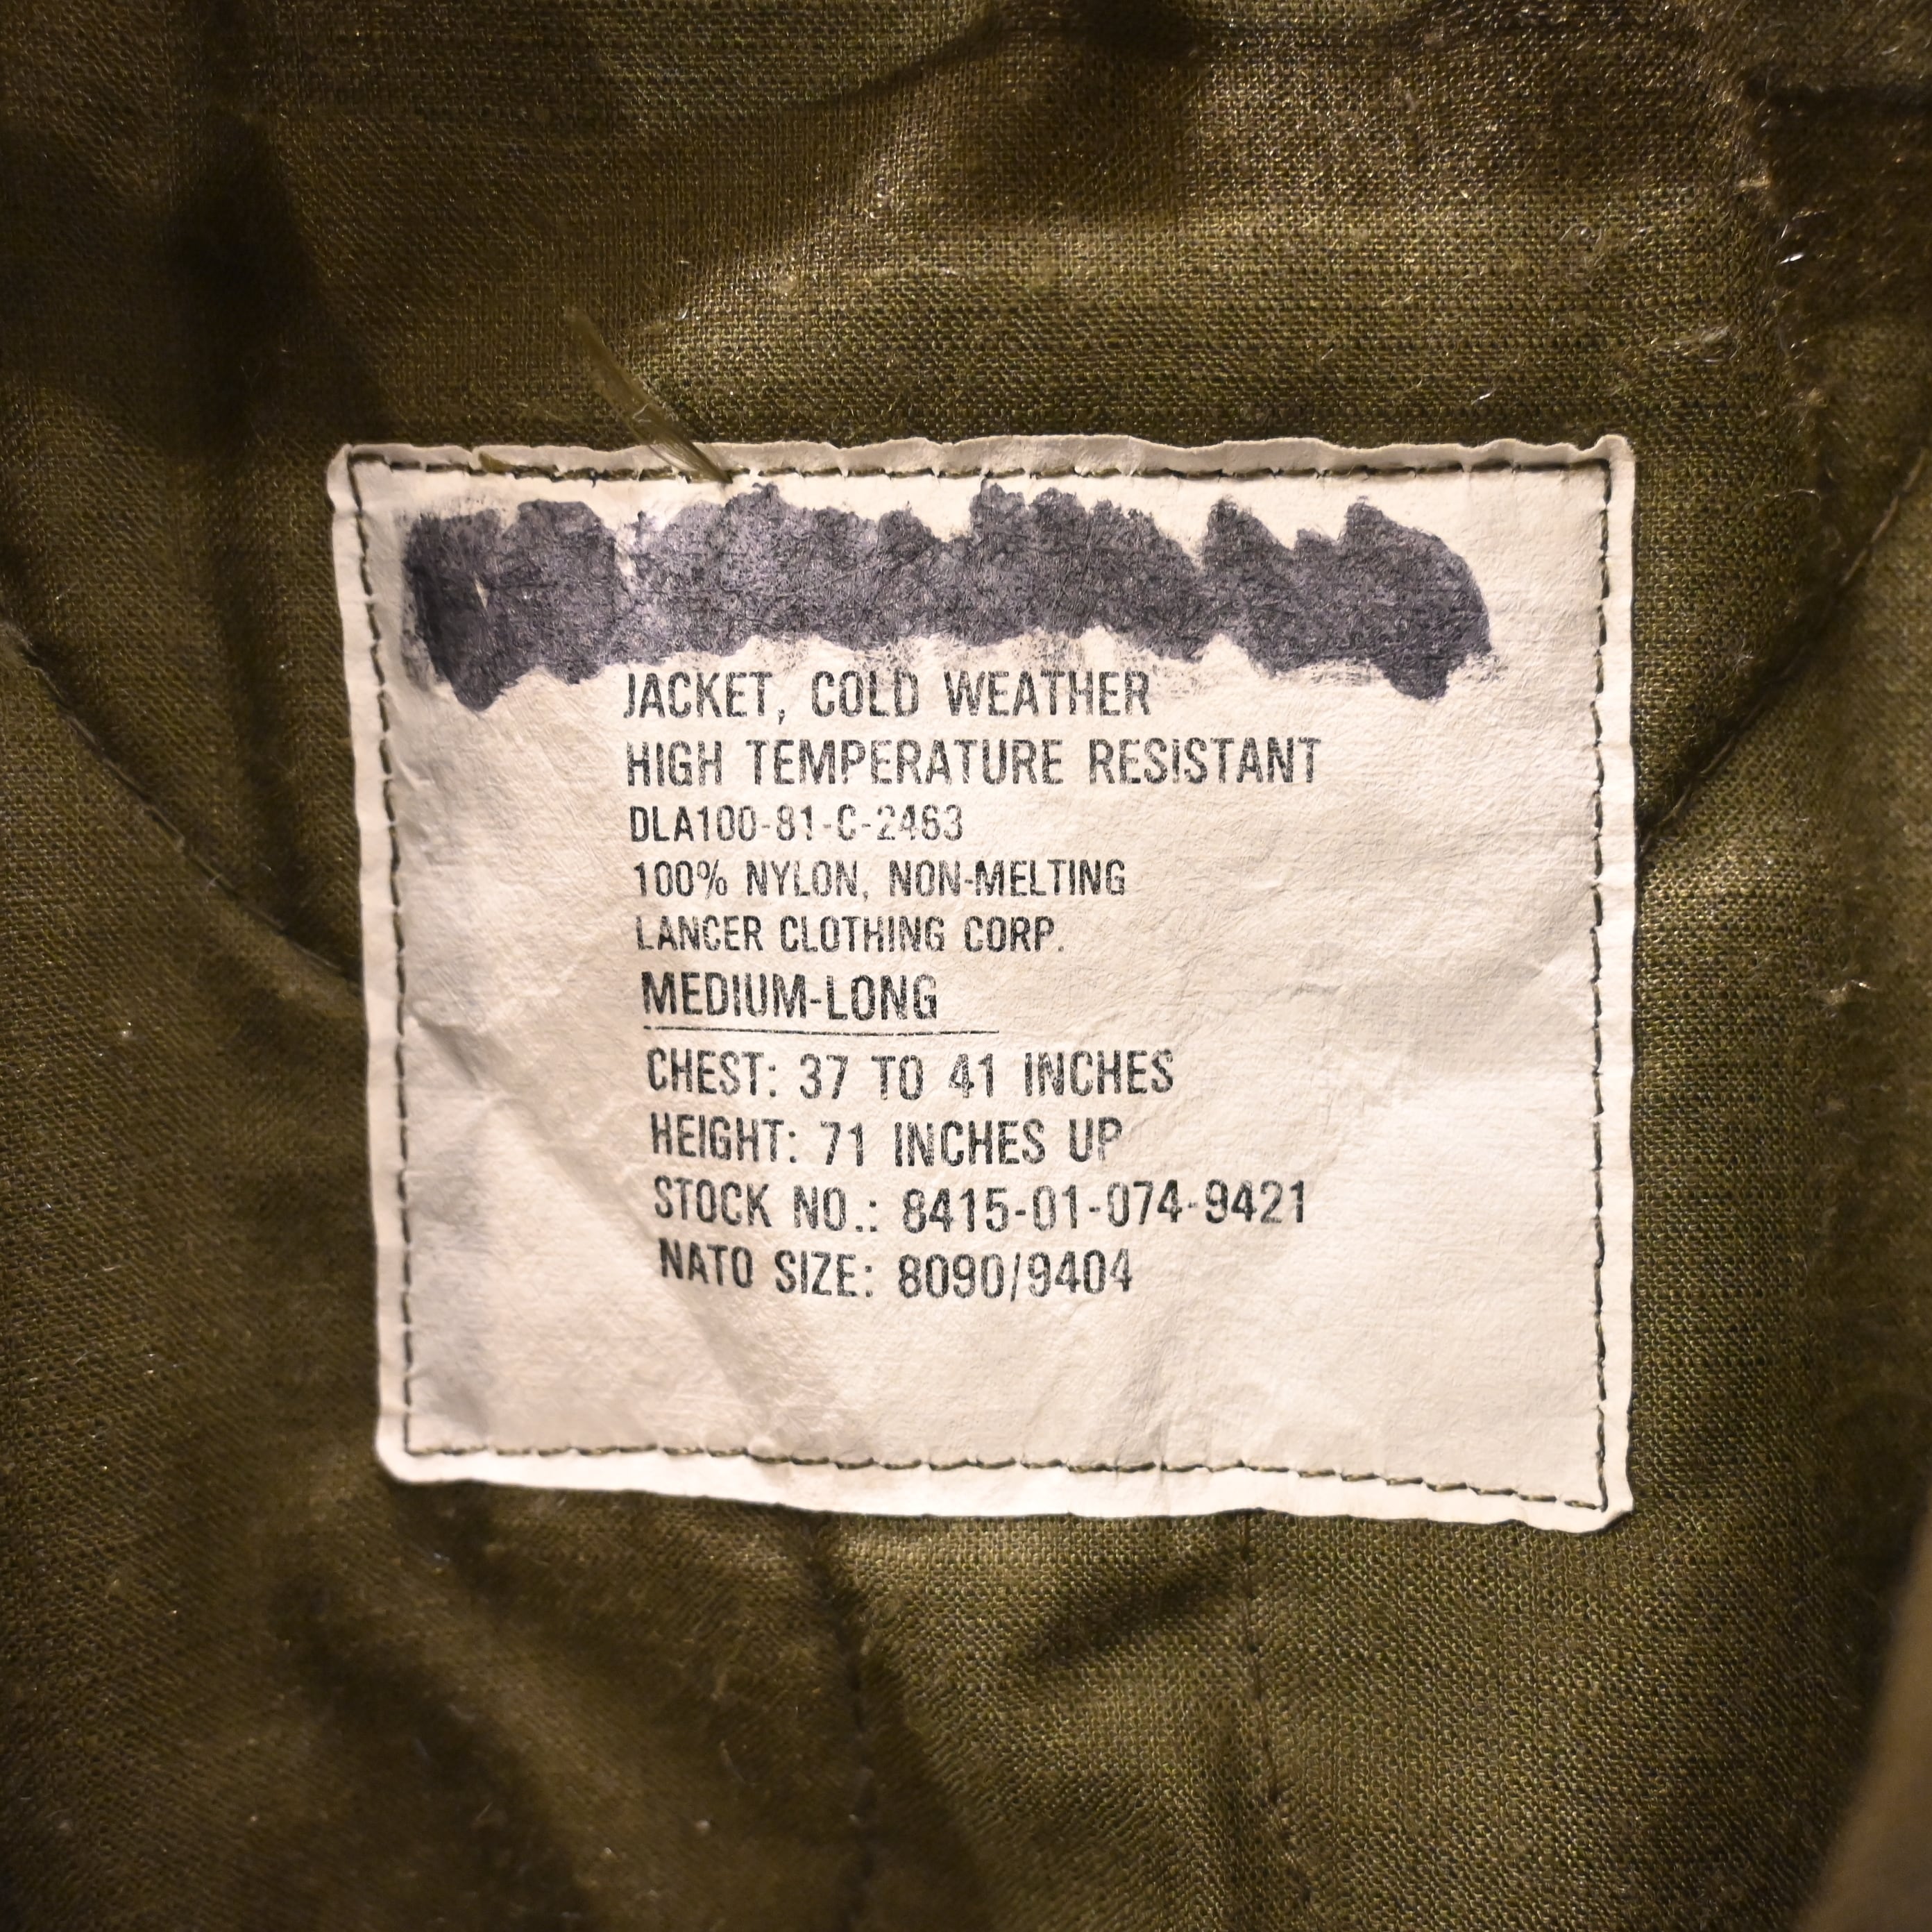 JACKET, COLD WEATHER
HIGH TEMPERATURE RESISTANT
DLA100-81-C-2463
100% NYLON, NON-MELTING
LANCER CLOTHING CORP.
MEDIUM-LONG
CHEST: 37 TO 41 INCHES
HEIGHT: 71 INCHES UP
STOCK NO.: 8415-01-074-9421
NATO SIZE: 8090/9404